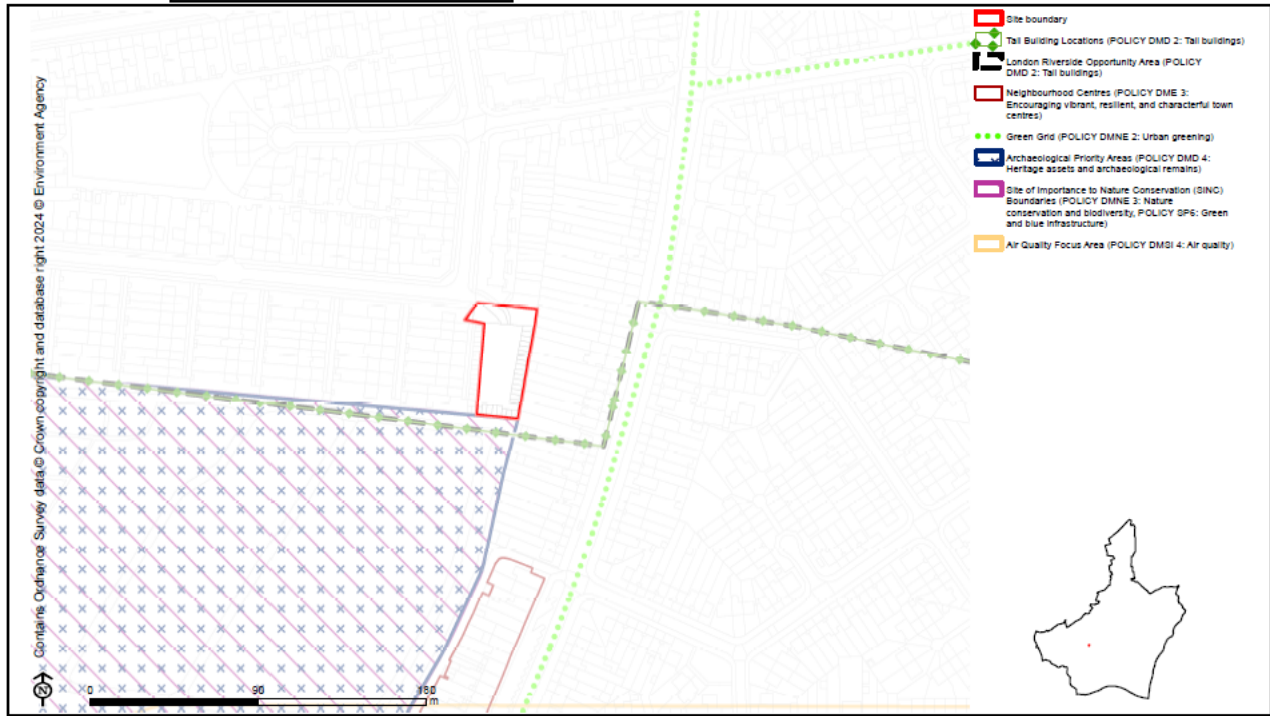 Site boundary
Tall Building Locations (POLICY DMD 2: Tall buildings)
London Riverside Opportunity Area (POLICY
DMD 2: Tall buildings)
Neighbourhood Centres (POLICY DME 3:
Encouraging vibrant, resilient, and characterful town
centres)
Green Grid (POLICY DMNE 2: Urban greening)
Archaeological Priority Areas (POLICY DMD 4:
Heritage assets and archaeological remains)
Site of Importance to Nature Conservation (SINC)
Boundaries (POLICY DMNE 3: Nature
conservation and biodiversity, POLICY SP6: Green
and blue infrastructure)
Air Quality Focus Area (POLICY DMSI 4: Air quality)
Contains Ordnance Survey data © Crown copyright and database right 2024 © Environment Agency
N
0 90 180
m